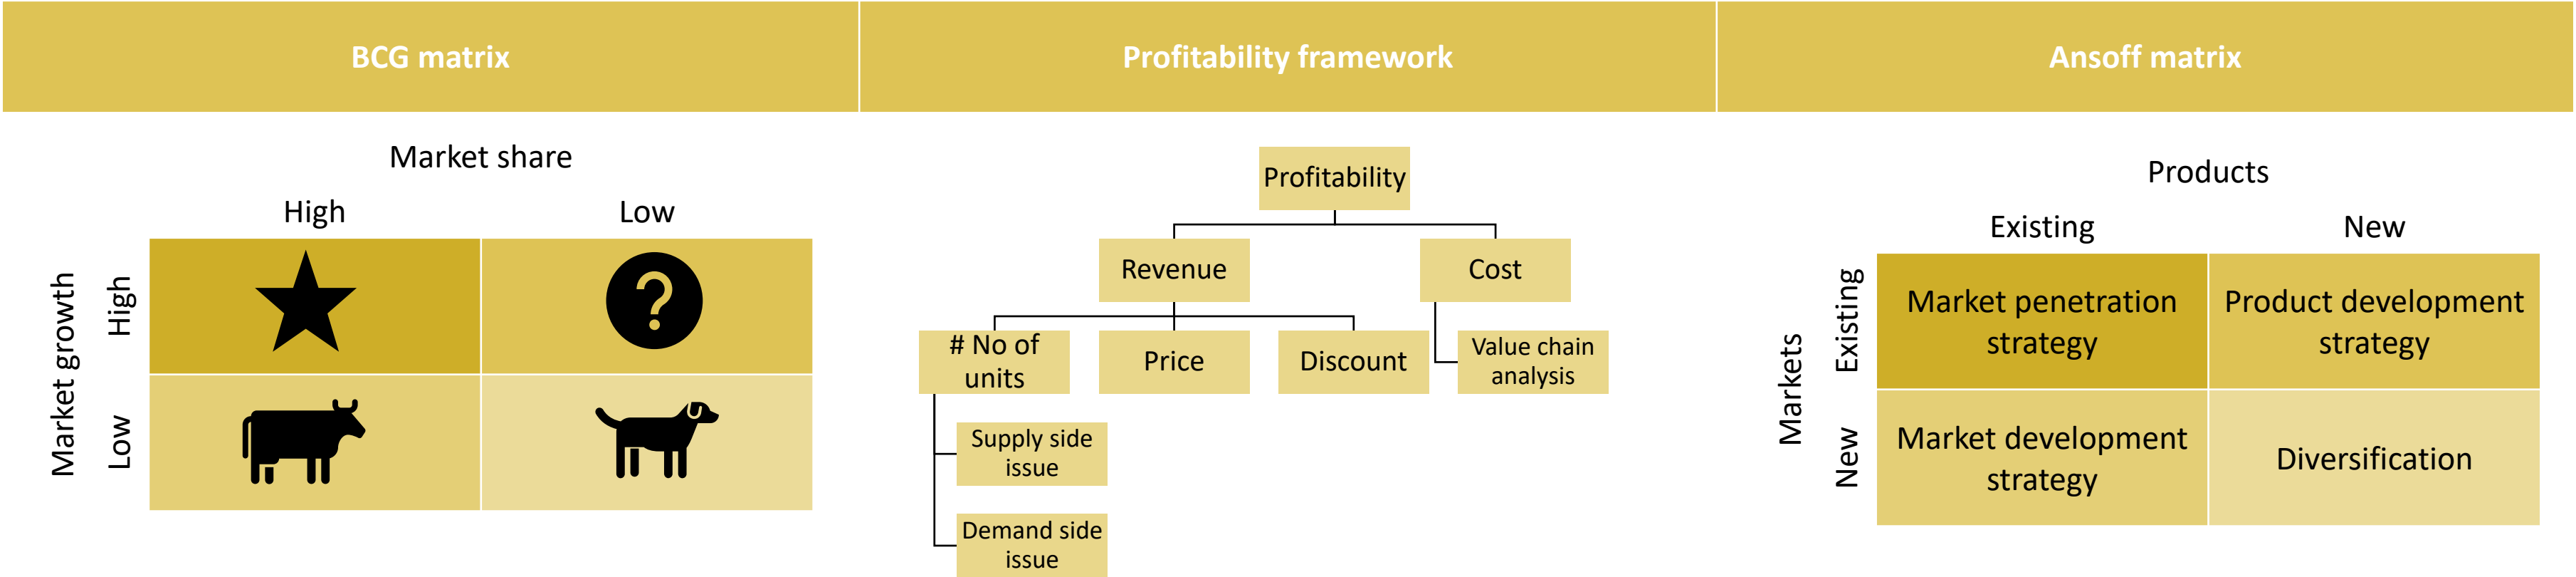 BCG matrix
Profitability framework
Ansoff matrix
Market share
High
Low
Market growth
High
Low
?
Profitability
Revenue
Cost
# No of
units
Price
Discount
Value chain
analysis
Supply side
issue
Demand side
issue
Products
Existing
New
Markets
Existing
New
Market penetration
strategy
Product development
strategy
Market development
strategy
Diversification